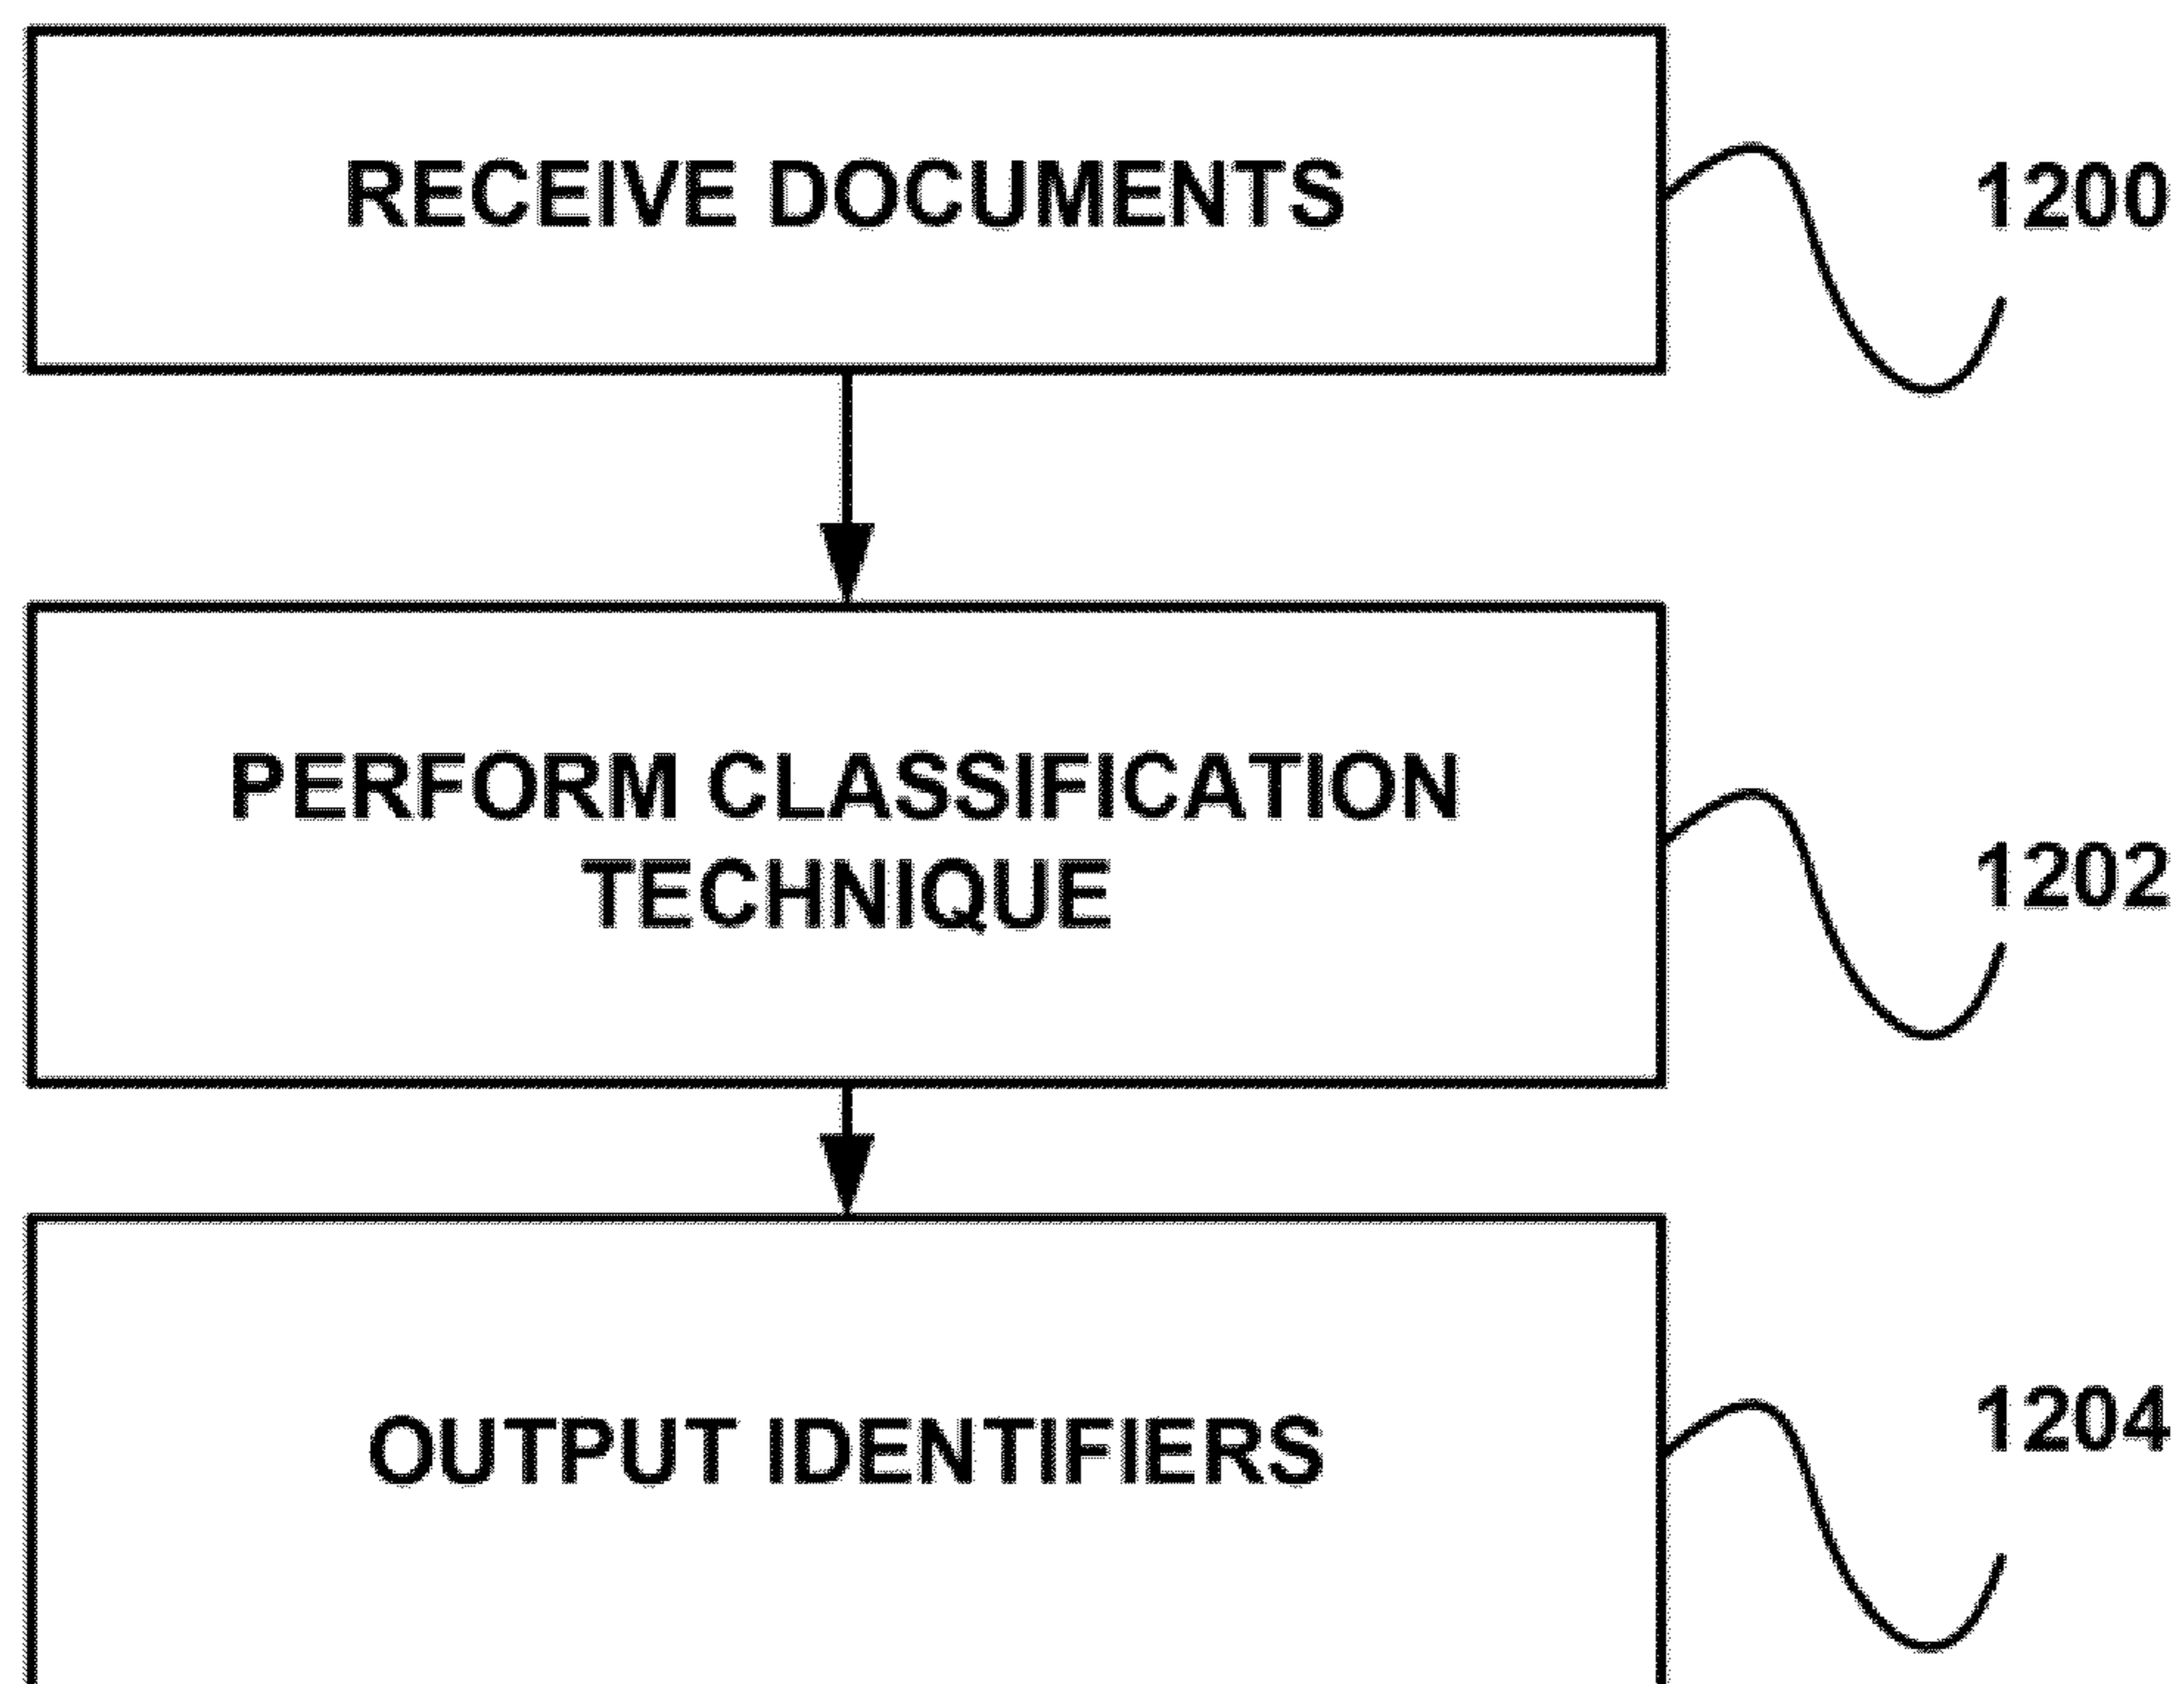 RECEIVE DOCUMENTS
1200
PERFORM CLASSIFICATION
TECHNIQUE
1202
OUTPUT IDENTIFIERS
1204